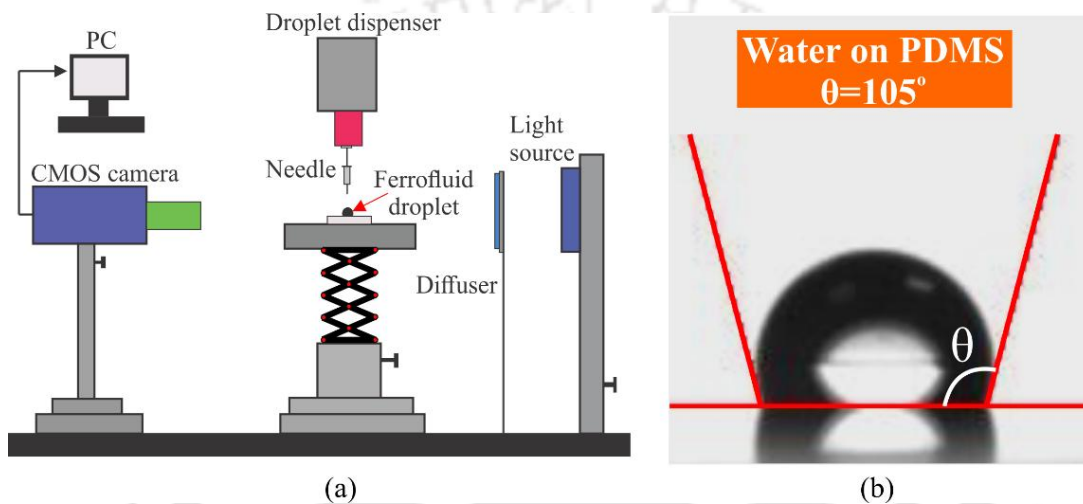 Droplet dispenser
PC
Light
source
CMOS camera
Needle
Ferrofluid
droplet
Diffuser
(a)
Water on PDMS
θ=105°
θ
(b)